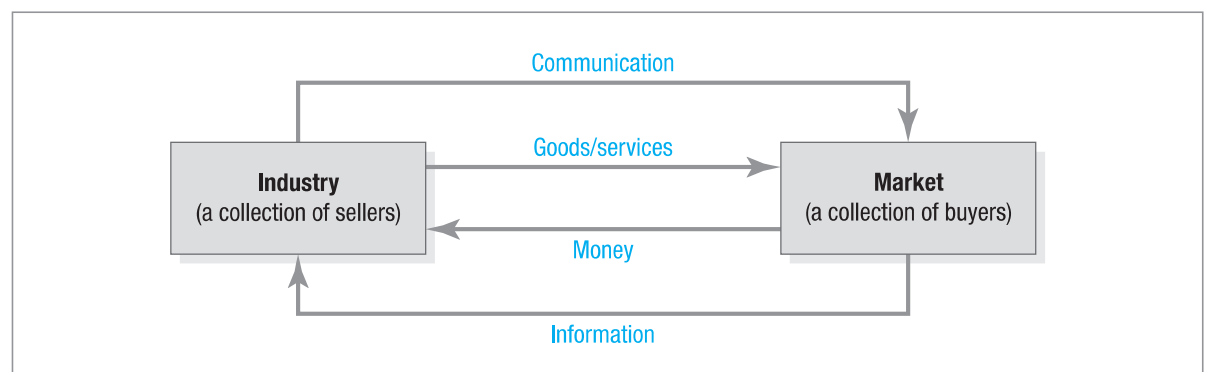 Communication
Goods/services
Industry
(a collection of sellers)
Market
(a collection of buyers)
Money
Information